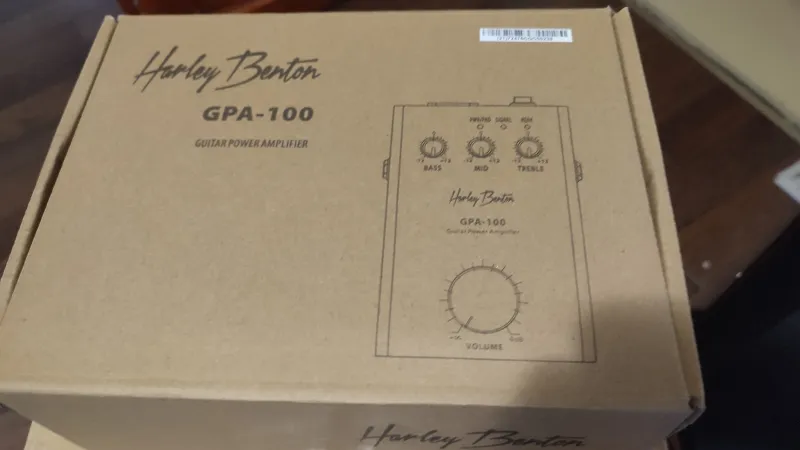 Harley Benton
GPA-100
GUITAR POWER AMPLIFIER
BASS MID TREBLE
Harley Benton
GPA-100
Guitar Power Amplifier
VOLUME
Harley Benton